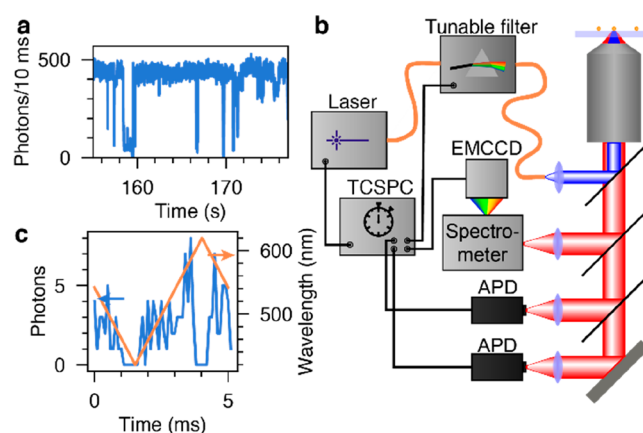 a
500
0
Photons/10 ms
160
170
Time (s)
b
Tunable filter
Laser
EMCCD
TCSPC
Spectro-
meter
APD
APD
c
5
0
Photons
600
500
Wavelength (nm)
0
5
Time (ms)